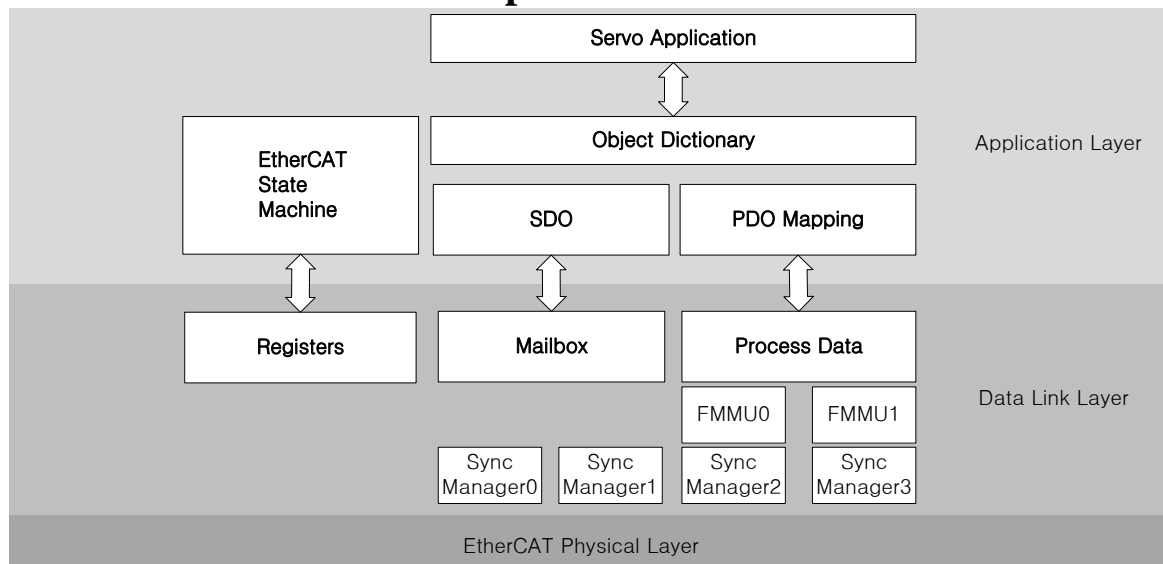 Servo Application
Object Dictionary
Application Layer
EtherCAT
State
Machine
SDO
PDO Mapping
Registers
Mailbox
Process Data
FMMU0
FMMU1
Data Link Layer
Sync
Manager0
Sync
Manager1
Sync
Manager2
Sync
Manager3
EtherCAT Physical Layer